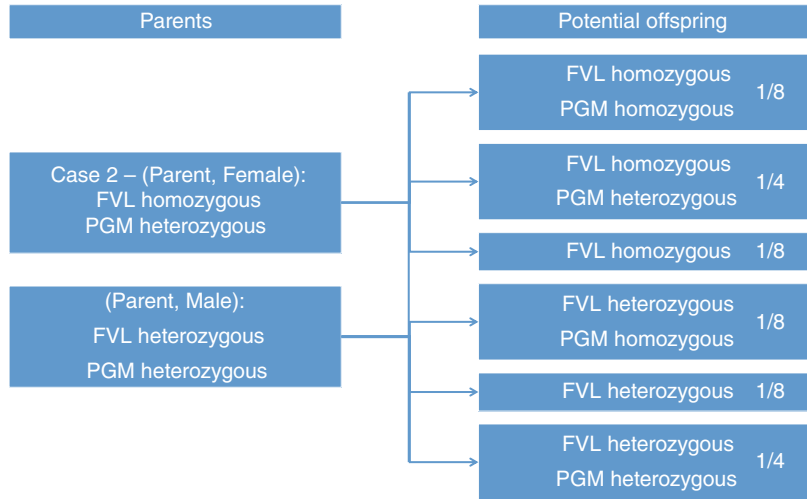 Parents
Case 2 – (Parent, Female):
FVL homozygous
PGM heterozygous
(Parent, Male):
FVL heterozygous
PGM heterozygous
Potential offspring
FVL homozygous
PGM homozygous
1/8
FVL homozygous
PGM heterozygous
1/4
FVL homozygous 1/8
FVL heterozygous
PGM homozygous
1/8
FVL heterozygous 1/8
FVL heterozygous
PGM heterozygous
1/4